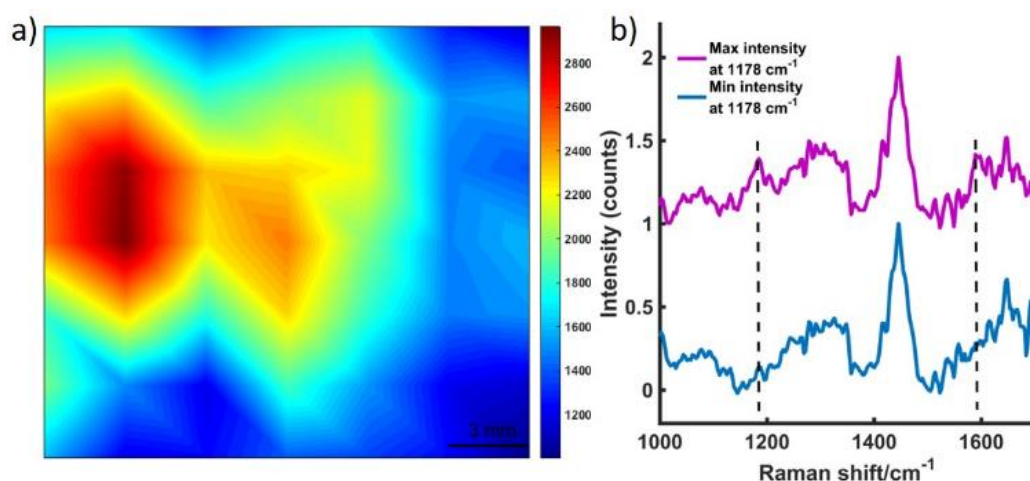 a)
2800
2600
2400
2200
2000
1800
1600
1400
1200
3 mm
b)
Max intensity
at 1178 cm-1
Min intensity
at 1178 cm-1
Intensity (counts)
2
1.5
1
0.5
0
1000 1200 1400 1600
Raman shift/cm-1